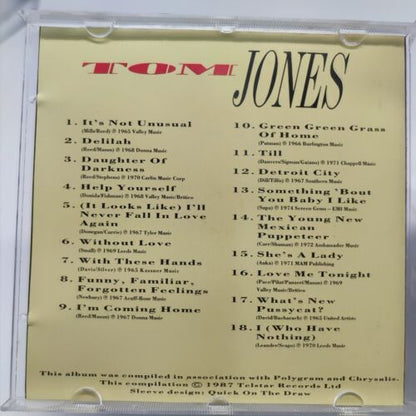 TOM JONES
1. It's Not Unusual
(Mills/Reed) ℗ 1965 Valley Music
2. Delilah
(Reed/Mason) ℗ 1968 Donna Music
3. Daughter Of
Darkness
(Reed/Stephens) ℗ 1970 Carlin Music Corp
4. Help Yourself
(Donida/Fishman) ℗ 1968 Valley Music/Britico
5. (It Looks Like) I'll
Never Fall In Love
Again
(Donegan/Currie) ℗ 1967 Tyler Music
6. Without Love
(Small) ℗ 1969 Leeds Music
7. With These Hands
(Davis/Silver) ℗ 1965 Kassner Music
8. Funny, Familiar,
Forgotten Feelings
(Newbury) ℗ 1967 Acuff-Rose Music
9. I'm Coming Home
(Reed/Mason) ℗ 1967 Donna Music
10. Green Green Grass
Of Home
(Putman) ℗ 1966 Burlington Music
11. Till
(Danvers/Sigman/Gaiano) ℗ 1971 Chappell Music
12. Detroit City
(Dill/Tillis) ℗ 1967 Southern Music
13. Something 'Bout
You Baby I Like
(Supa) ℗ 1974 Screen Gems - EMI Music
14. The Young New
Mexican
Puppeteer
(Care/Shuman) ℗ 1972 Ambassador Music
15. She's A Lady
(Anka) ℗ 1971 MAM Publishing
16. Love Me Tonight
(Pace/Pilat/Panzeri/Mason) ℗ 1969
Valley Music/Britico
17. What's New
Pussycat?
(David/Bacharach) ℗ 1965 United Artists
18. I (Who Have
Nothing)
(Leander/Seago) ℗ 1970 Leeds Music
This album was compiled in association with Polygram and Chrysalis.
This compilation © 1987 Telstar Records Ltd
Sleeve design: Quick On The Draw